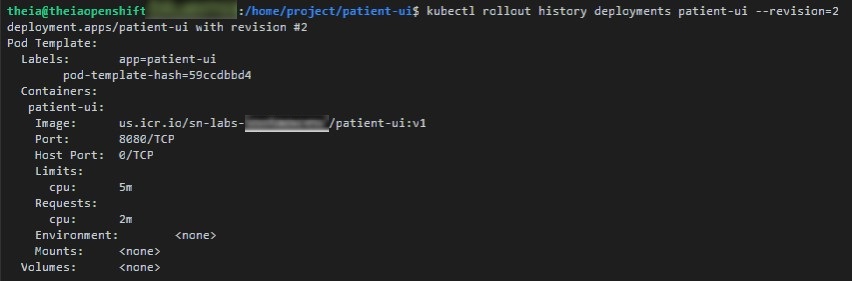 theia@theiaopenshift :/home/project/patient-ui$ kubectl rollout history deployments patient-ui --revision=2
deployment.apps/patient-ui with revision #2
Pod Template:
Labels: app=patient-ui
pod-template-hash=59ccdbbd4
Containers:
patient-ui:
Image: us.icr.io/sn-labs- /patient-ui:v1
Port: 8080/TCP
Host Port: 0/TCP
Limits:
cpu: 5m
Requests:
cpu: 2m
Environment: <none>
Mounts: <none>
Volumes: <none>